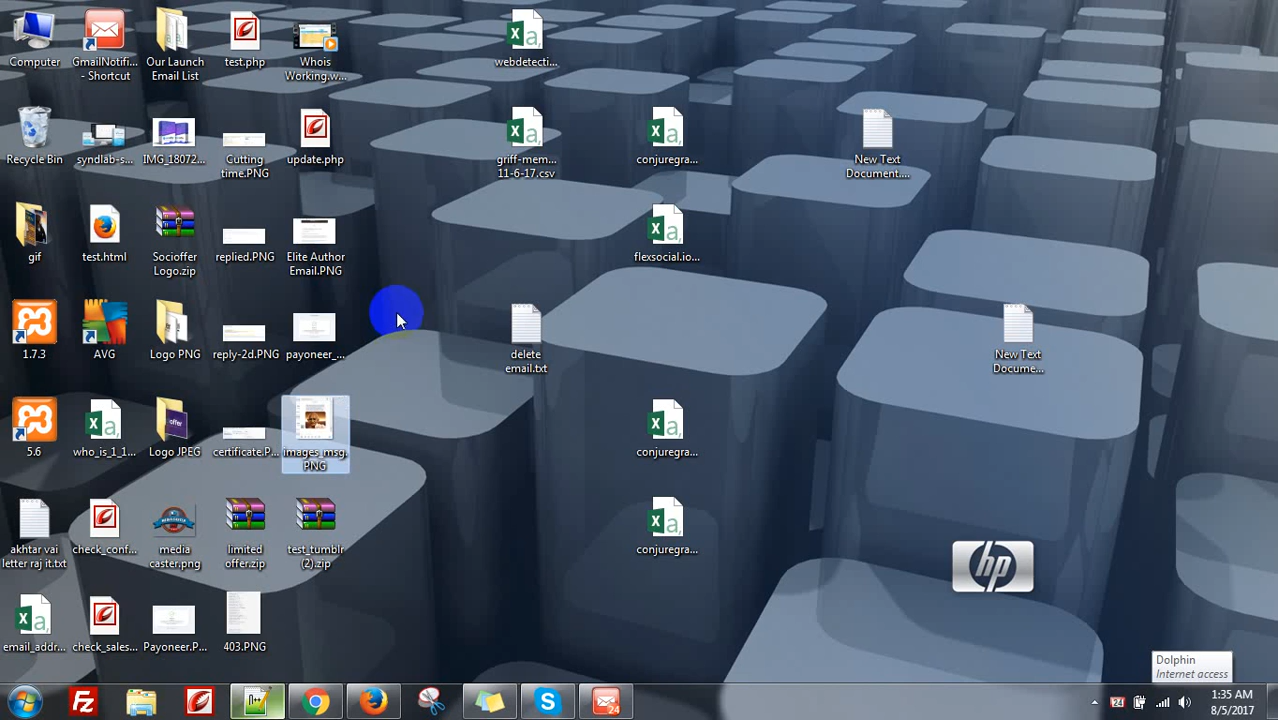 Computer
GmailNotifi...
- Shortcut
Our Launch
Email List
test.php
Whois
Working.w...
webdetecti...
Recycle Bin
syndlab-s...
IMG_18072...
Cutting
time.PNG
update.php
griff-mem...
11-6-17.csv
conjuregra...
New Text
Document....
gif
test.html
Socioffer
Logo.zip
replied.PNG
Elite Author
Email.PNG
flexsocial.io...
1.7.3
AVG
Logo PNG
reply-2d.PNG
payoneer_...
delete
email.txt
New Text
Docume...
5.6
who_is_1_1...
Logo JPEG
certificate.P...
images_msg.
PNG
conjuregra...
akhtar vai
letter raj it.txt
check_conf...
media
caster.png
limited
offer.zip
test_tumblr
(2).zip
conjuregra...
hp
email_addr...
check_sales...
Payoneer.P...
403.PNG
Dolphin
Internet access
1:35 AM
8/5/2017
24
24